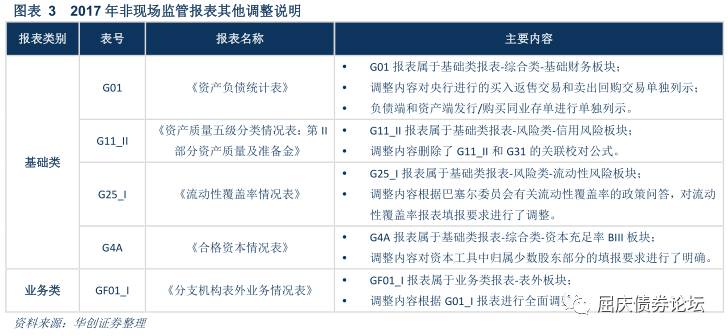 图表 3 2017 年非现场监管报表其他调整说明
报表类别 表号 报表名称 主要内容
基础类
G01 《资产负债统计表》
• G01 报表属于基础类报表-综合类-基础财务板块；
• 调整内容对央行进行的买入返售交易和卖出回购交易单独列示；
• 负债端和资产端发行/购买同业存单进行单独列示。
G11_II 《资产质量五级分类情况表：第 II
部分资产质量及准备金》
• G11_II 报表属于基础类报表-风险类-信用风险板块；
• 调整内容删除了 G11_II 和 G31 的关联校对公式。
G25_I 《流动性覆盖率情况表》
• G25_I 报表属于基础类报表-风险类-流动性风险板块；
• 调整内容根据巴塞尔委员会有关流动性覆盖率的政策问答，对流动
性覆盖率报表填报要求进行了调整。
G4A 《合格资本情况表》
• G4A 报表属于基础类报表-综合类-资本充足率 BIII 板块；
• 调整内容对资本工具中归属少数股东部分的填报要求进行了明确。
业务类 GF01_I 《分支机构表外业务情况表》
• GF01_I 报表属于业务类报表-表外板块；
• 调整内容根据 G01_I 报表进行全面调
屈庆债券论坛
资料来源：华创证券整理